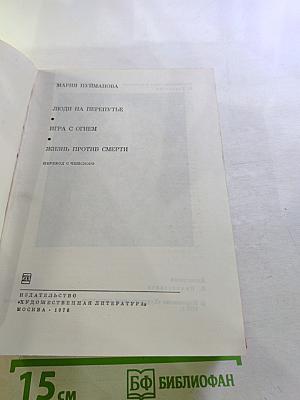 МАРИЯ ПУЙМАНОВА
ЛЮДИ НА ПЕРЕПУТЬЕ
•
ИГРА С ОГНЕМ
•
ЖИЗНЬ ПРОТИВ СМЕРТИ
ПЕРЕВОД С ЧЕШСКОГО
ИЗДАТЕЛЬСТВО
«ХУДОЖЕСТВЕННАЯ ЛИТЕРАТУРА»
МОСКВА · 1978
15 см
БФ БИБЛИОФАН